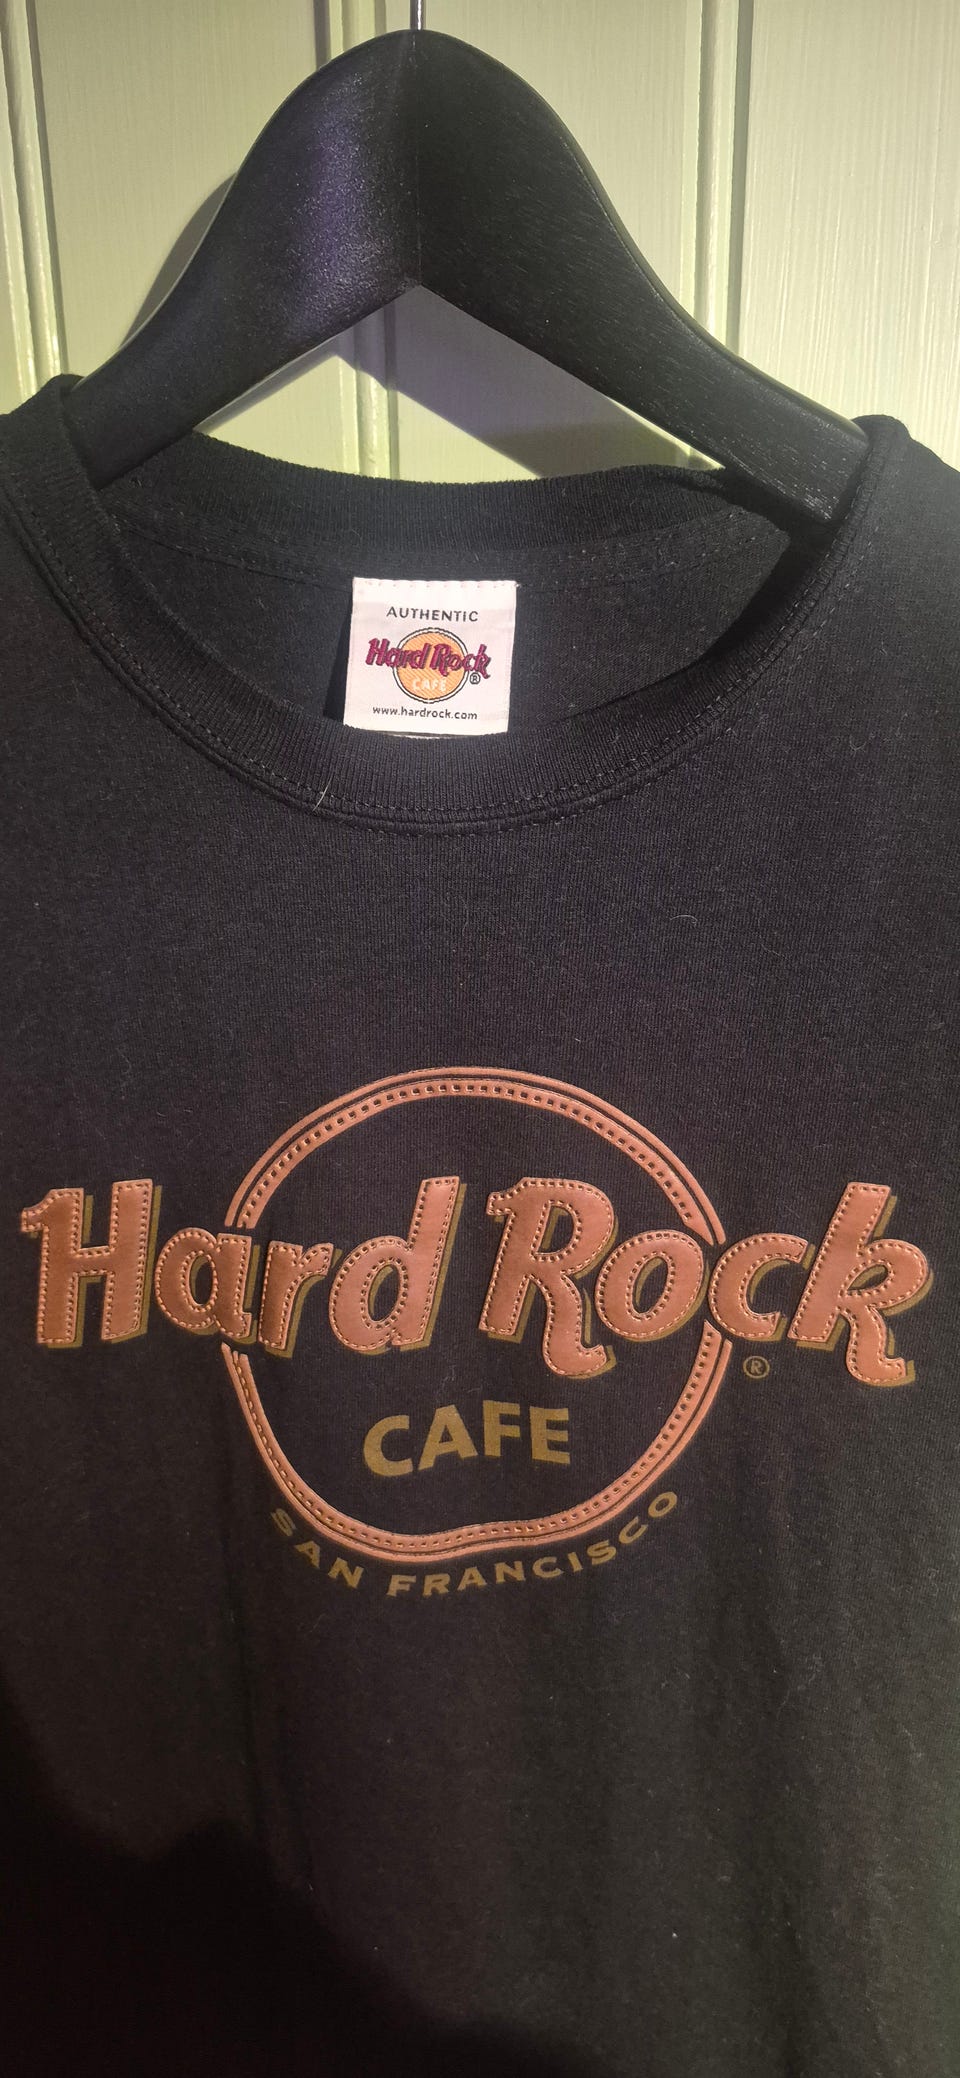 AUTHENTIC
Hard Rock
CAFE
®
www.hardrock.com
Hard Rock
®
CAFE
SAN FRANCISCO